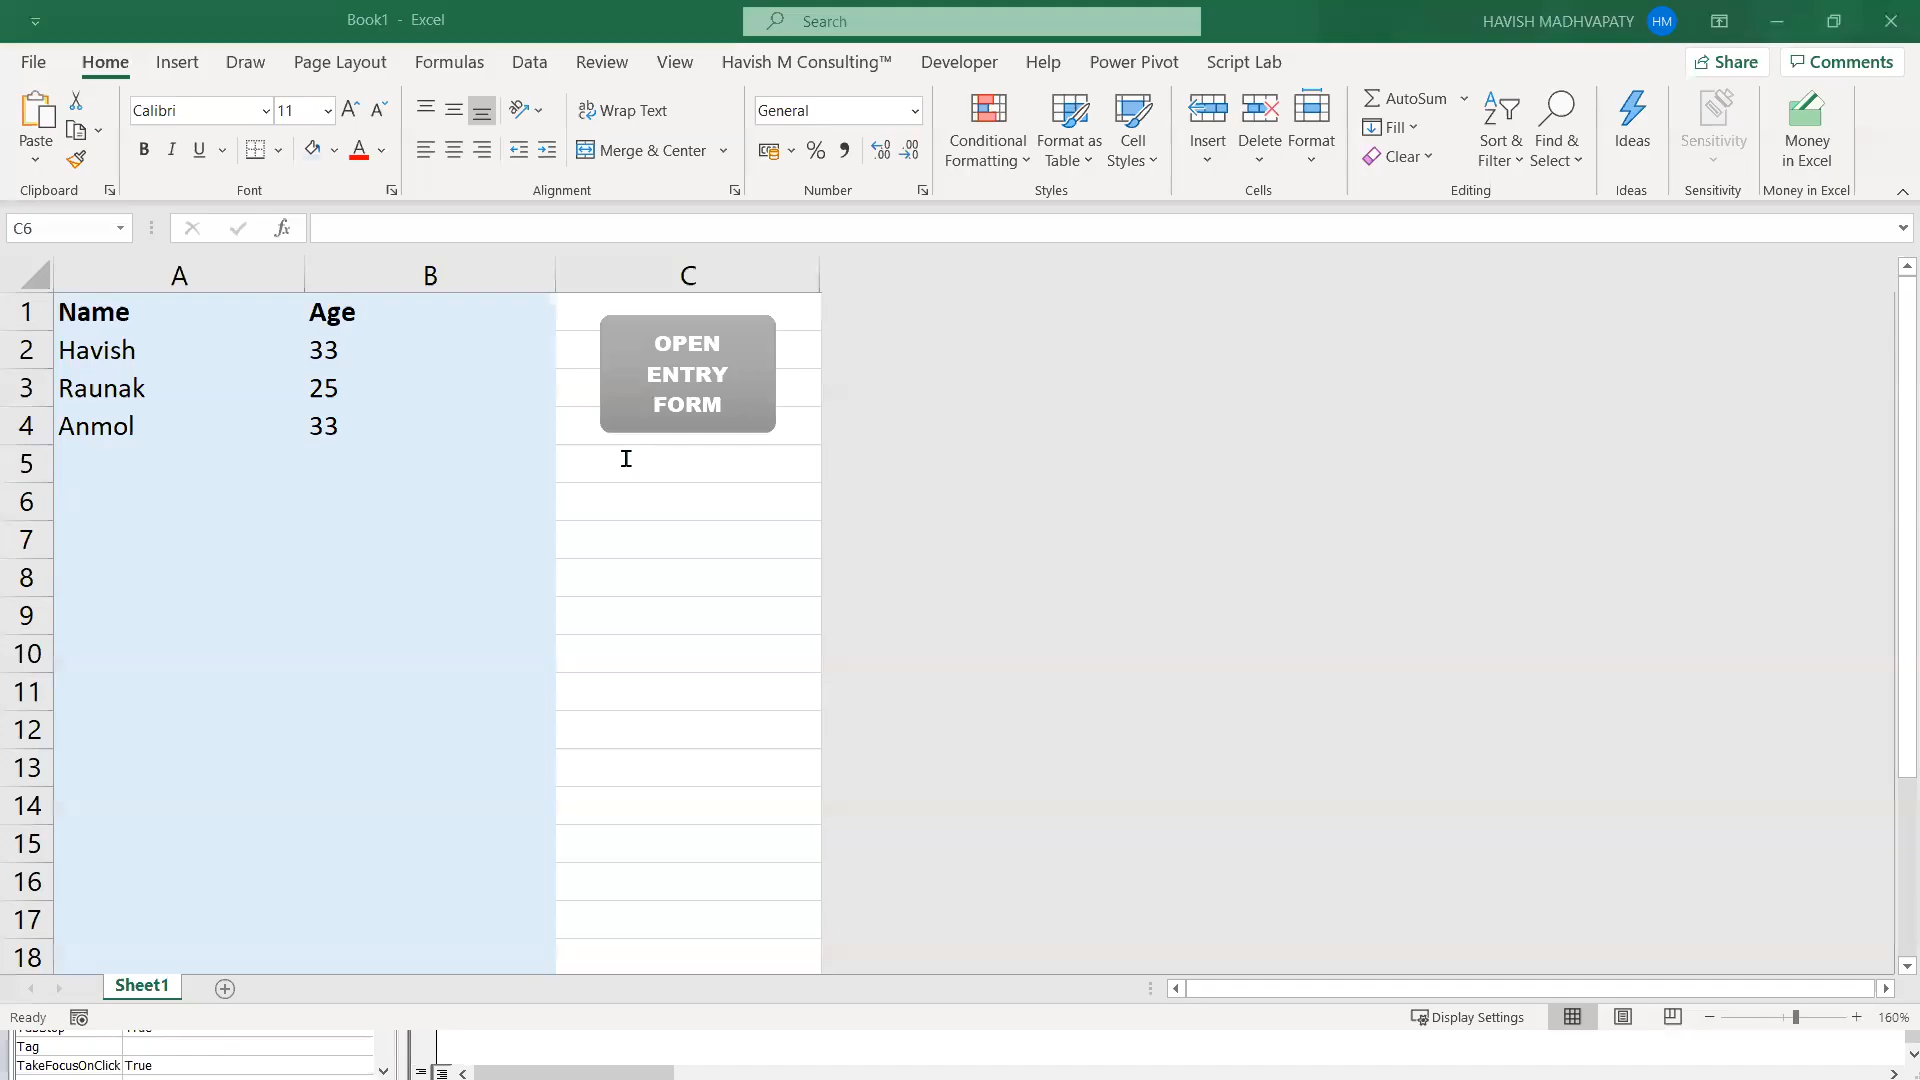 Book1 - Excel
Search
HAVISH MADHVAPATY HM
File Home Insert Draw Page Layout Formulas Data Review View Havish M Consulting™ Developer Help Power Pivot Script Lab Share Comments
Paste
Clipboard
Calibri 11
B I U A
Font
Wrap Text
Merge & Center
Alignment
General
% ,
Number
Conditional Formatting
Format as Table
Cell Styles
Styles
Insert Delete Format
Cells
AutoSum
Fill
Clear
Sort & Filter
Find & Select
Editing
Ideas
Ideas
Sensitivity
Sensitivity
Money in Excel
Money in Excel
C6 fx
A B C
1 Name Age
2 Havish 33
3 Raunak 25
4 Anmol 33
OPEN
ENTRY
FORM
5
6
7
8
9
10
11
12
13
14
15
16
17
18
Sheet1
Ready Display Settings 160%
TabStop True
Tag
TakeFocusOnClick True